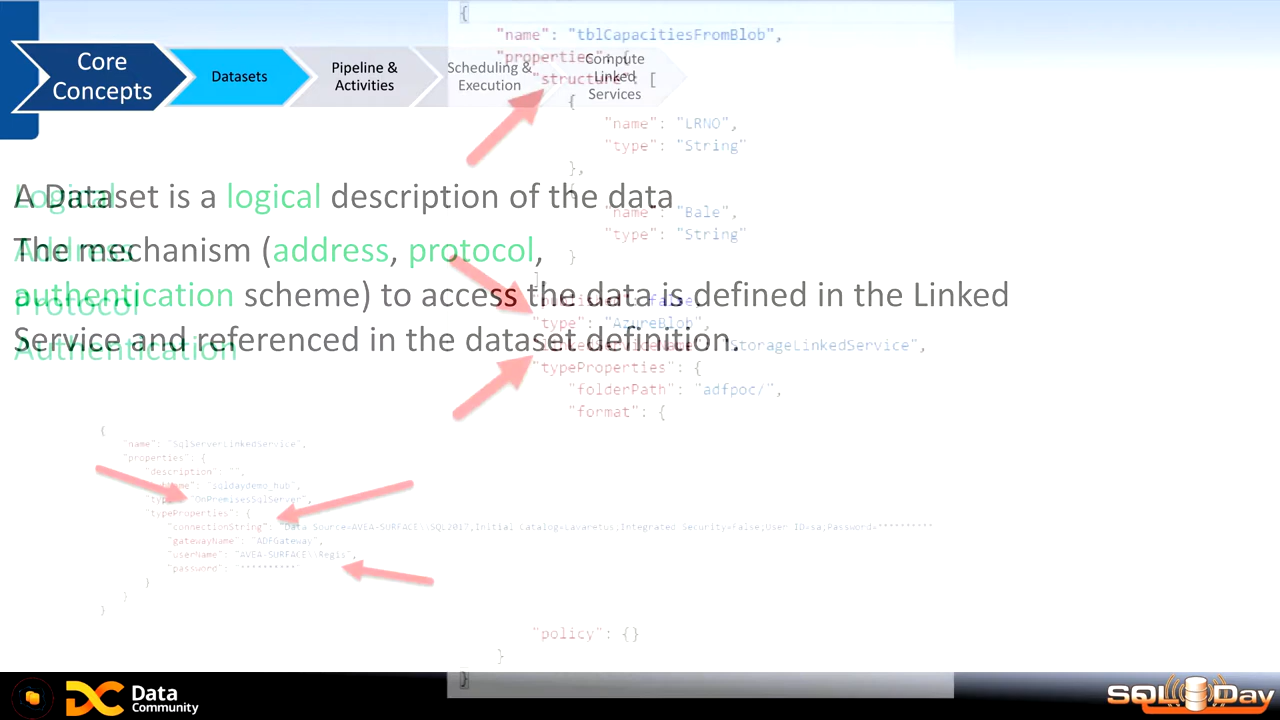 Core
Concepts
Datasets
Pipeline &
Activities
Scheduling &
Execution
Compute
Linked
Services
A Dataset is a logical description of the data
The mechanism (address, protocol,
authentication scheme) to access the data is defined in the Linked
Service and referenced in the dataset definition.
Logical
Address
Protocol
Authentication
{
"name": "tblCapacitiesFromBlob",
"properties": {
"structure": [
{
"name": "LRNO",
"type": "String"
},
{
"name": "Bale",
"type": "String"
}
"published": false,
"type": "AzureBlob",
"linkedServiceName": "StorageLinkedService",
"typeProperties": {
"folderPath": "adfpoc/",
"format": {
"policy": {}
}
}
{
"name": "SqlServerLinkedService",
"properties": {
"description": "",
"sqldaydemo_hub",
"type": "OnPremisesSqlServer",
"typeProperties": {
"connectionString": "Data Source=AVEA-SURFACE\\SQL2017;Initial Catalog=Lavaretus;Integrated Security=False;User ID=sa;Password=**********
"gatewayName": "ADFGateway",
"userName": "AVEA-SURFACE\\Regis",
"password": "**********"
}
}
}
DC Data
Community
SQL Day